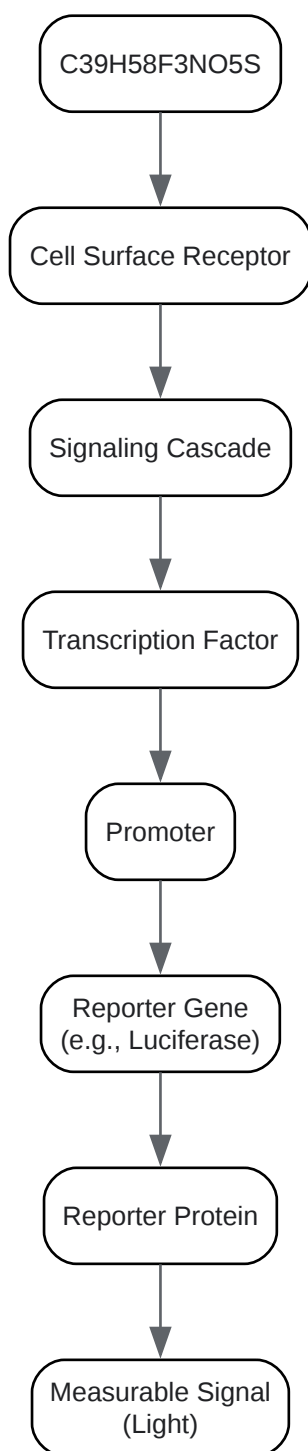 C39H58F3NO5S
Cell Surface Receptor
Signaling Cascade
Transcription Factor
Promoter
Reporter Gene
(e.g., Luciferase)
Reporter Protein
Measurable Signal
(Light)